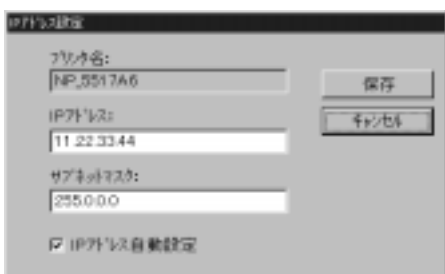 IPｱﾄﾞﾚｽ設定
ﾌﾟﾘﾝﾀ名:
NP_5517A6
保存
IPｱﾄﾞﾚｽ:
ｷｬﾝｾﾙ
11.22.33.44
ｻﾌﾞﾈｯﾄﾏｽｸ:
255.0.0.0
IPｱﾄﾞﾚｽ自動設定